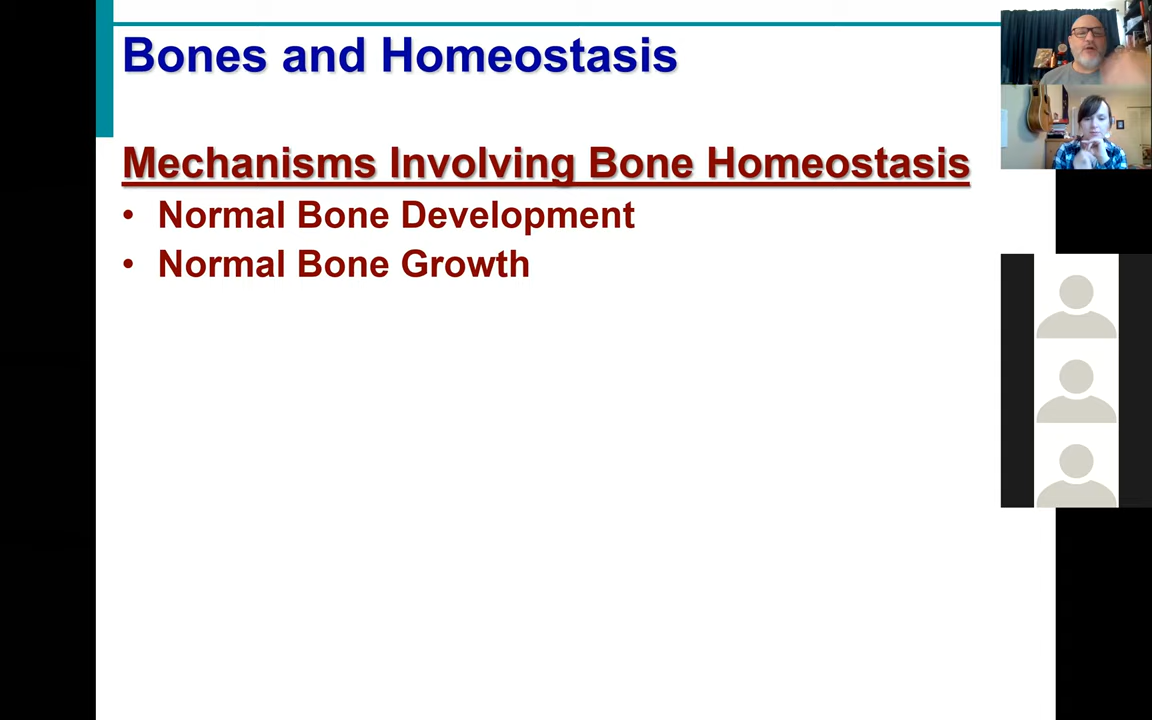 Bones and Homeostasis
Mechanisms Involving Bone Homeostasis
• Normal Bone Development
• Normal Bone Growth